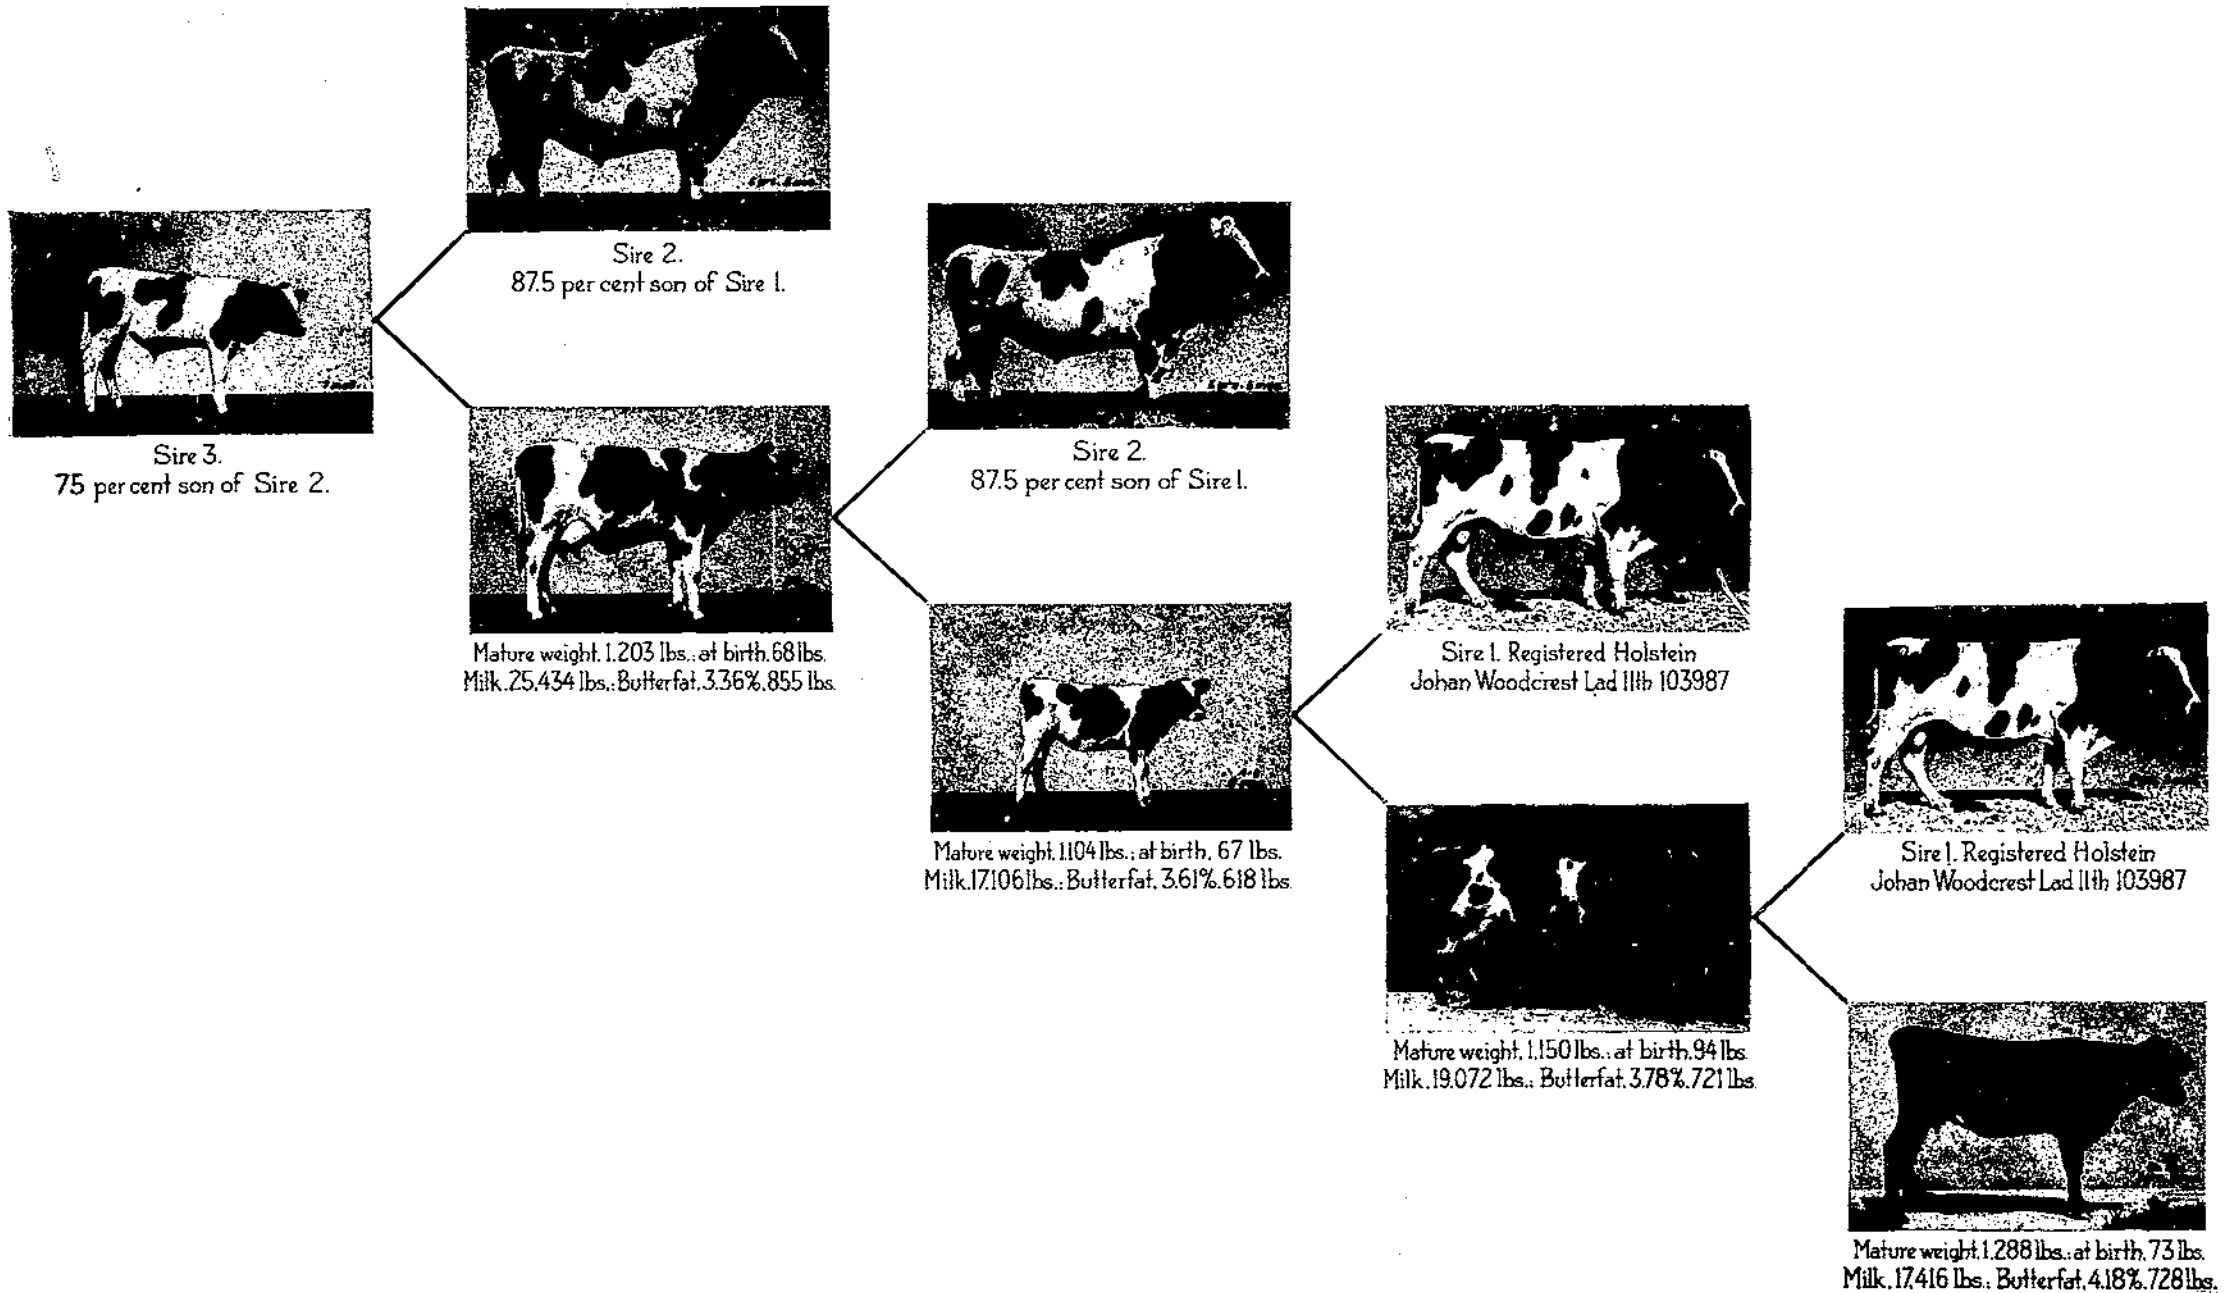 Sire 2.
87.5 per cent son of Sire 1.
Sire 3.
75 per cent son of Sire 2.
Sire 2.
87.5 per cent son of Sire 1.
Mature weight. 1.203 lbs.: at birth. 68 lbs.
Milk. 25,434 lbs.: Butterfat. 3.36%. 855 lbs.
Sire 1. Registered Holstein
Johan Woodcrest Lad 11th 103987
Mature weight. 1104 lbs.: at birth. 67 lbs.
Milk. 17.106 lbs.: Butterfat. 3.61%. 618 lbs.
Sire 1. Registered Holstein
Johan Woodcrest Lad 11th 103987
Mature weight. 1.150 lbs.: at birth. 94 lbs.
Milk. 19.072 lbs.: Butterfat. 3.78%. 721 lbs.
Mature weight. 1.288 lbs.: at birth. 73 lbs.
Milk. 17,416 lbs.: Butterfat. 4.18%. 728 lbs.